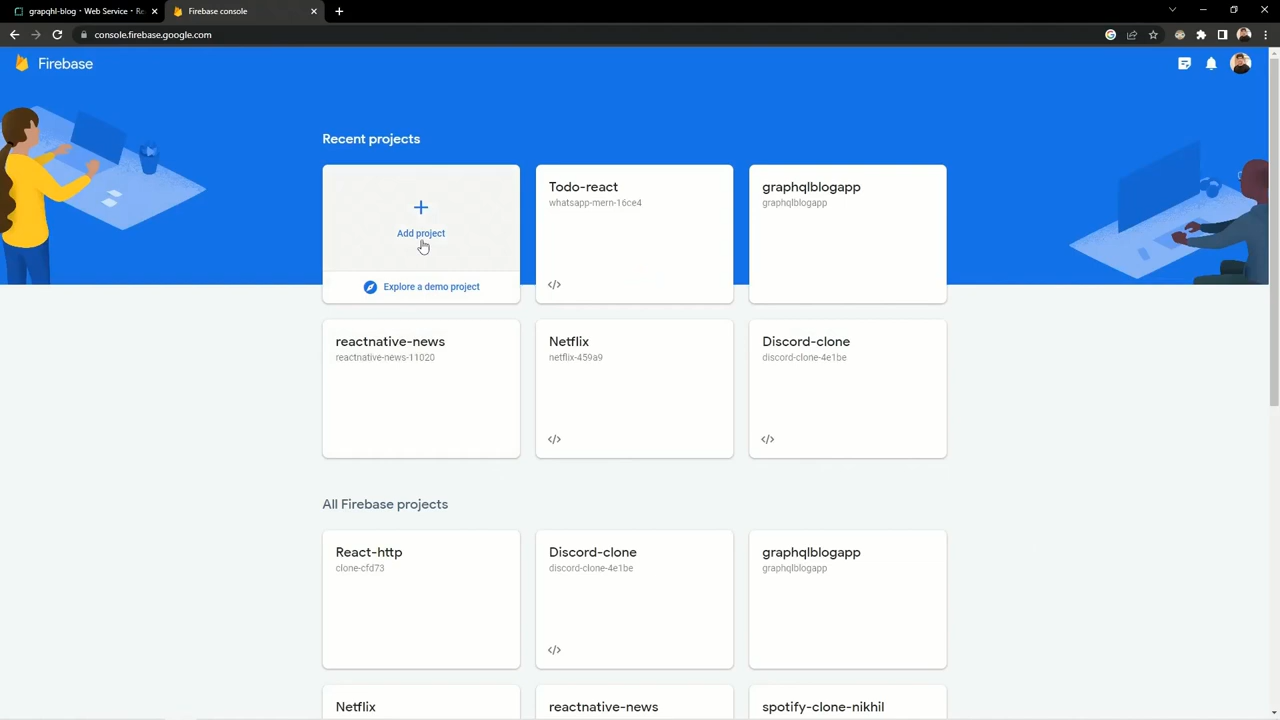 grapqhl-blog • Web Service • Re
Firebase console
console.firebase.google.com
Firebase
Recent projects
Add project
Explore a demo project
Todo-react
whatsapp-mern-16ce4
graphqlblogapp
graphqlblogapp
reactnative-news
reactnative-news-11020
Netflix
netflix-459a9
Discord-clone
discord-clone-4e1be
All Firebase projects
React-http
clone-cfd73
Discord-clone
discord-clone-4e1be
graphqlblogapp
graphqlblogapp
Netflix
reactnative-news
spotify-clone-nikhil